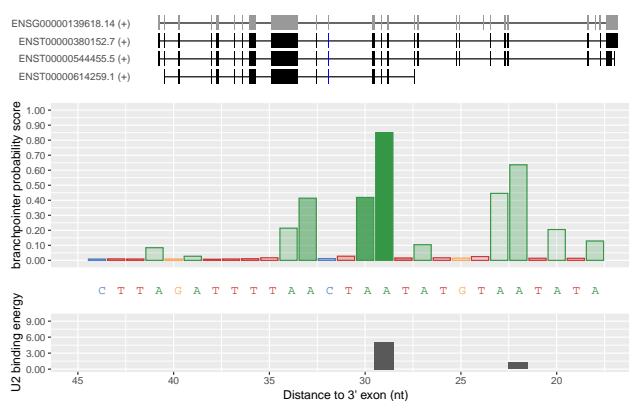 ENSG00000139618.14 (+)
ENST00000380152.7 (+)
ENST00000544455.5 (+)
ENST00000614259.1 (+)
branchpointer probability score
1.00
0.90
0.80
0.70
0.60
0.50
0.40
0.30
0.20
0.10
0.00
C T T A G A T T T T A A C T A A T A T G T A A T A T A
U2 binding energy
9.00
6.00
3.00
0.00
45 40 35 30 25 20
Distance to 3' exon (nt)